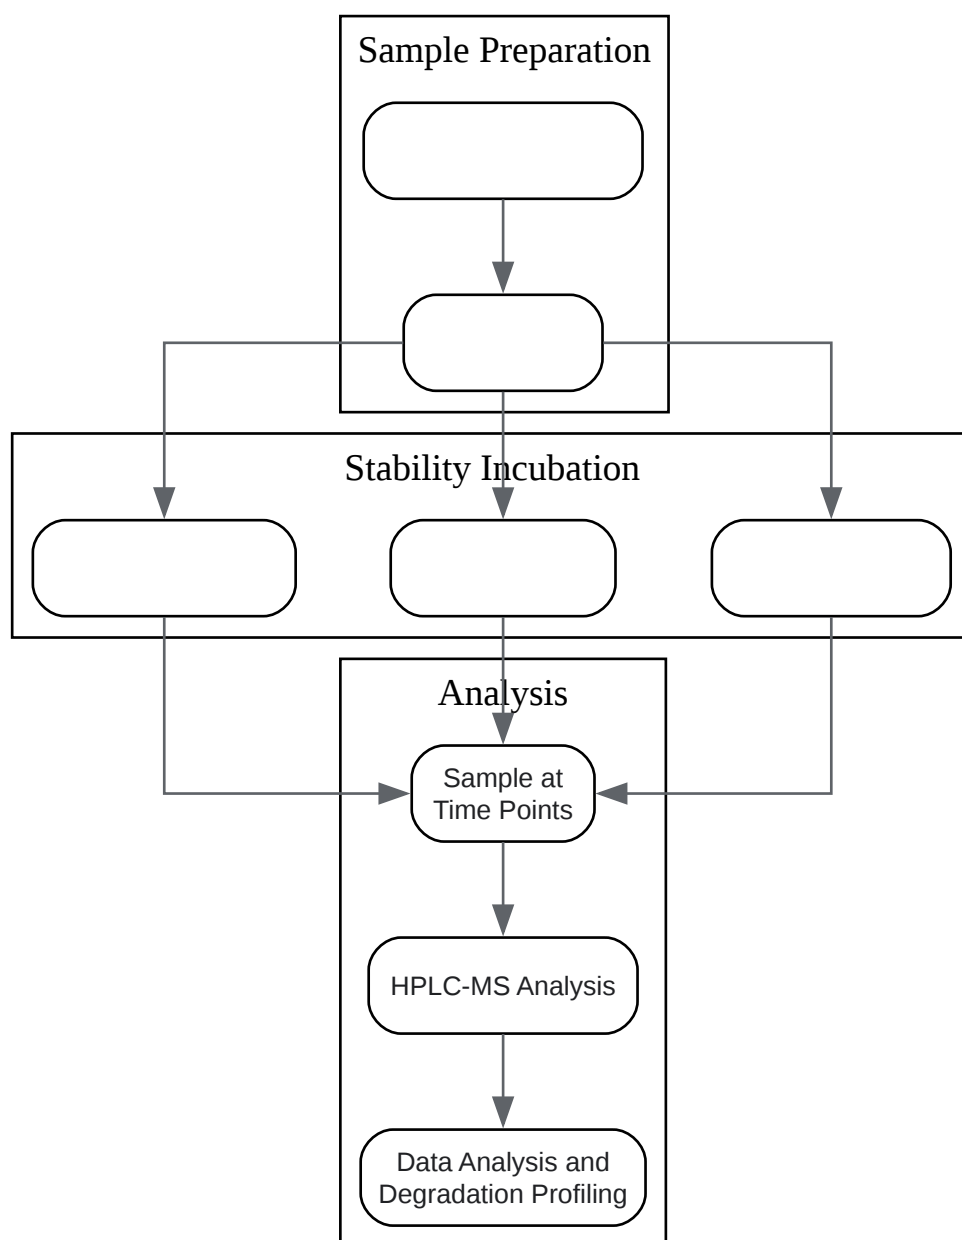 Sample Preparation
Stability Incubation
Analysis
Sample at
Time Points
HPLC-MS Analysis
Data Analysis and
Degradation Profiling